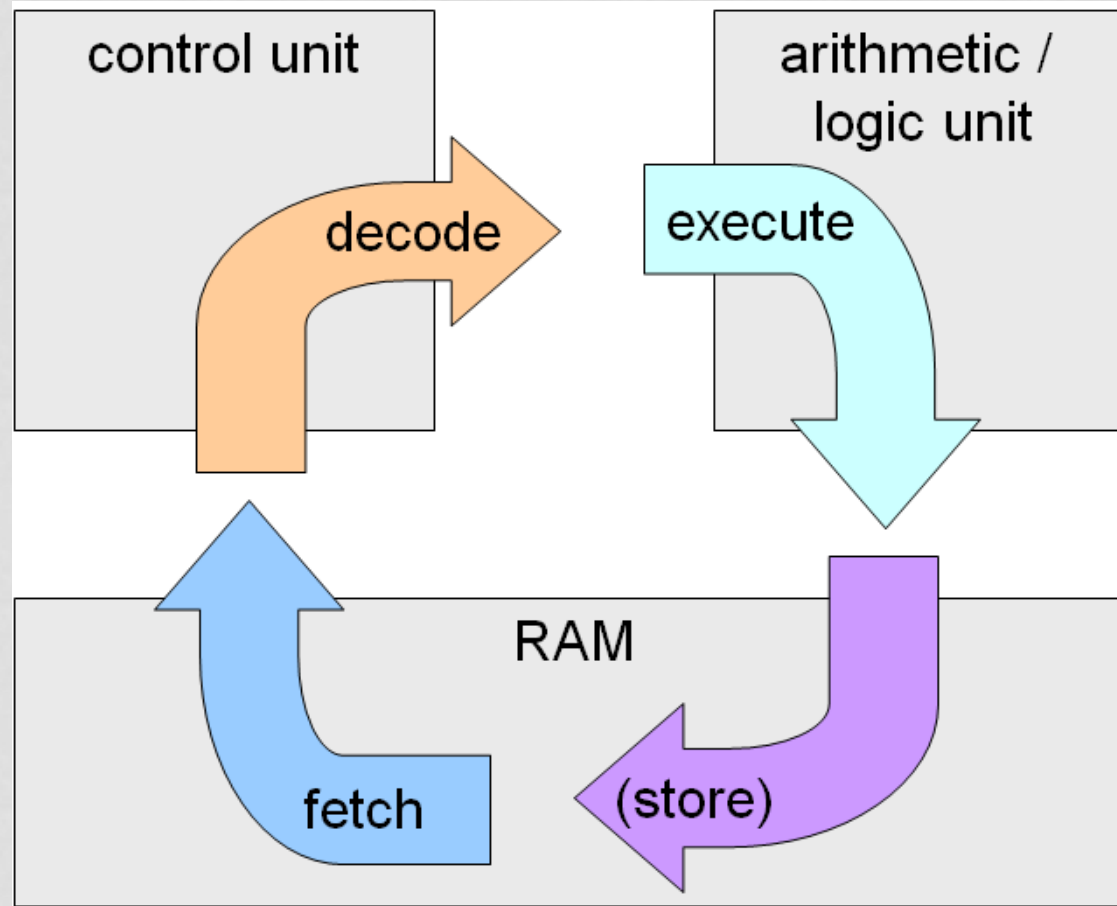 control unit
arithmetic /
logic unit
decode
execute
RAM
fetch
(store)